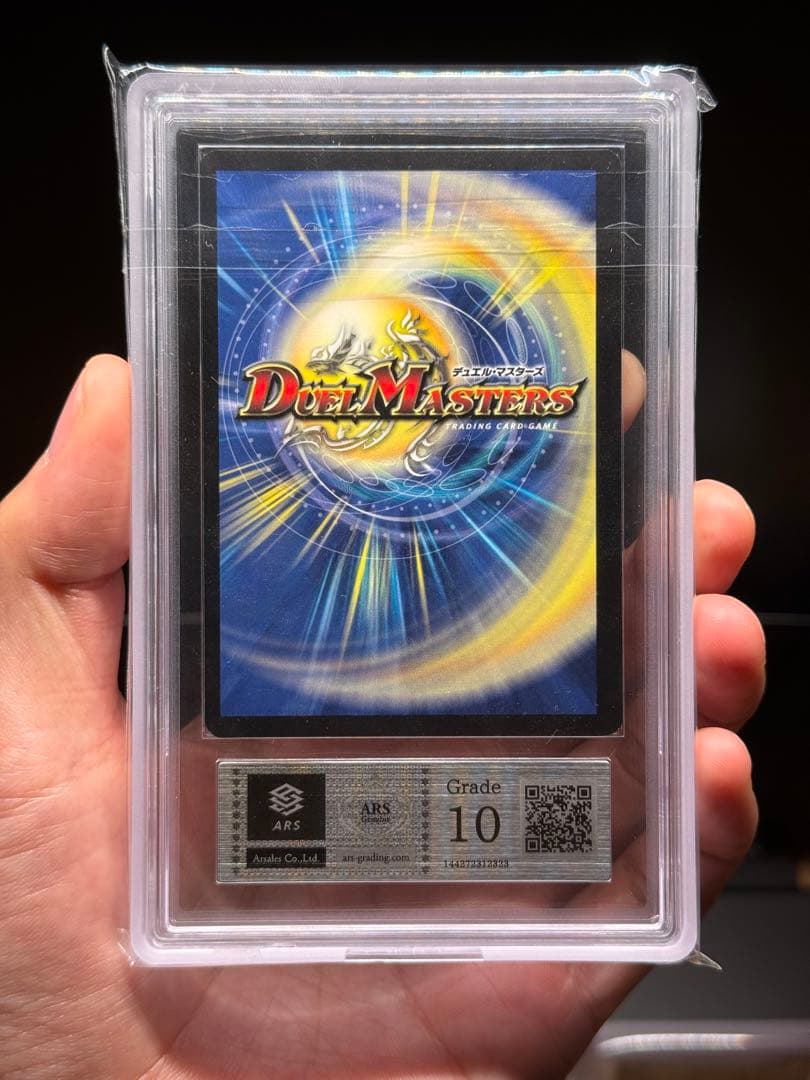 デュエル・マスターズ
DUEL MASTERS
TRADING CARD GAME
ARS
Arsales Co.,Ltd.
ARS
Genuine
ars-grading.com
Grade
10
144272312323